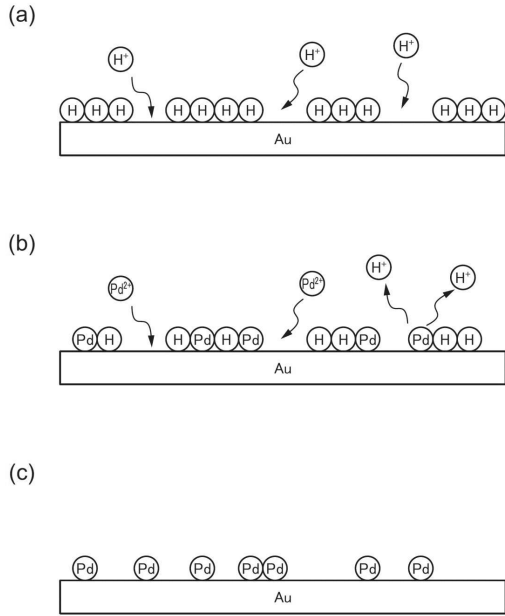 (a)
H⁺ H⁺ H⁺
H H H H H H H H H H H H H
Au
(b)
Pd²⁺ Pd²⁺ H⁺ H⁺
Pd H H Pd H Pd H H Pd Pd H H
Au
(c)
Pd Pd Pd Pd Pd Pd Pd
Au